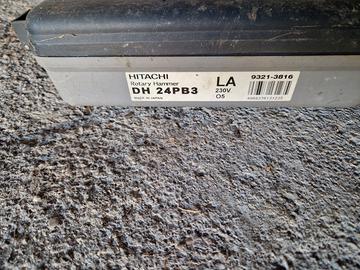 HITACHI
Rotary Hammer
DH 24PB3
MADE IN JAPAN
LA
230V
O5
9321-3816